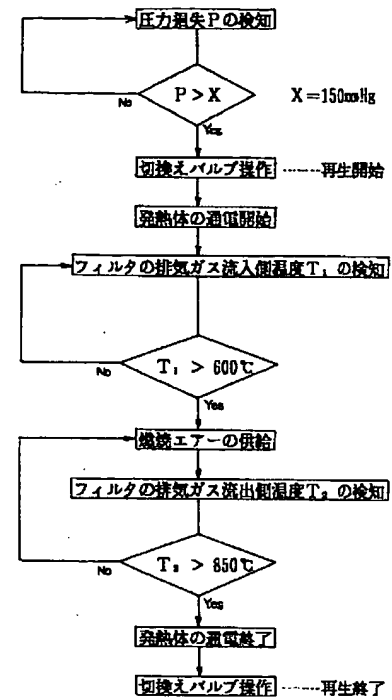 圧力損失Pの検知
P>X
X=150mmHg
No
Yes
切換えバルブ操作 ……再生開始
発熱体の通電開始
フィルタの排気ガス流入側温度T₁の検知
T₁ > 600℃
No
Yes
燃焼エアーの供給
フィルタの排気ガス流出側温度T₂の検知
T₂ > 850℃
No
Yes
発熱体の通電終了
切換えバルブ操作 ……再生終了